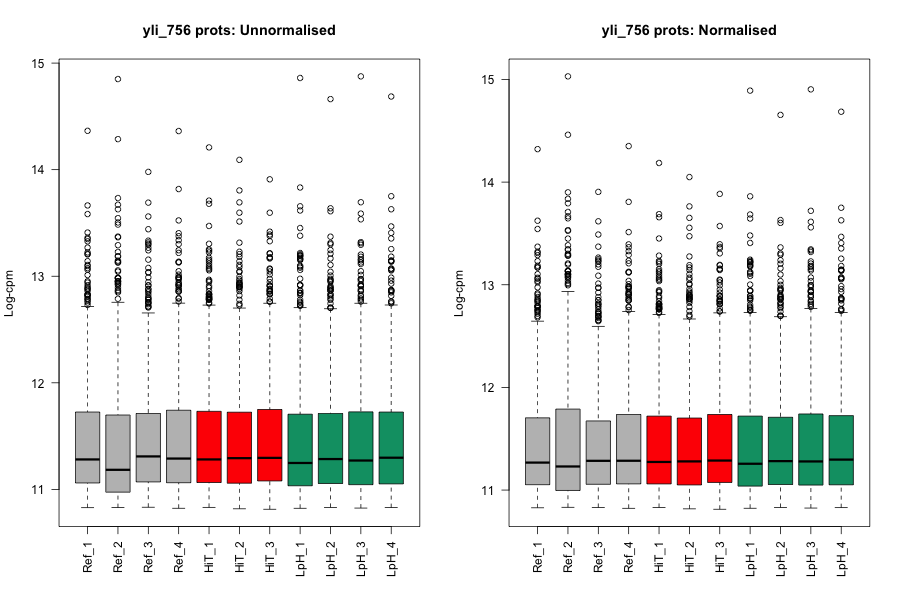 yli_756 prots: Unnormalised
Log-cpm
15
14
13
12
11
Ref_1
Ref_2
Ref_3
Ref_4
HiT_1
HiT_2
HiT_3
LpH_1
LpH_2
LpH_3
LpH_4
yli_756 prots: Normalised
Log-cpm
15
14
13
12
11
Ref_1
Ref_2
Ref_3
Ref_4
HiT_1
HiT_2
HiT_3
LpH_1
LpH_2
LpH_3
LpH_4